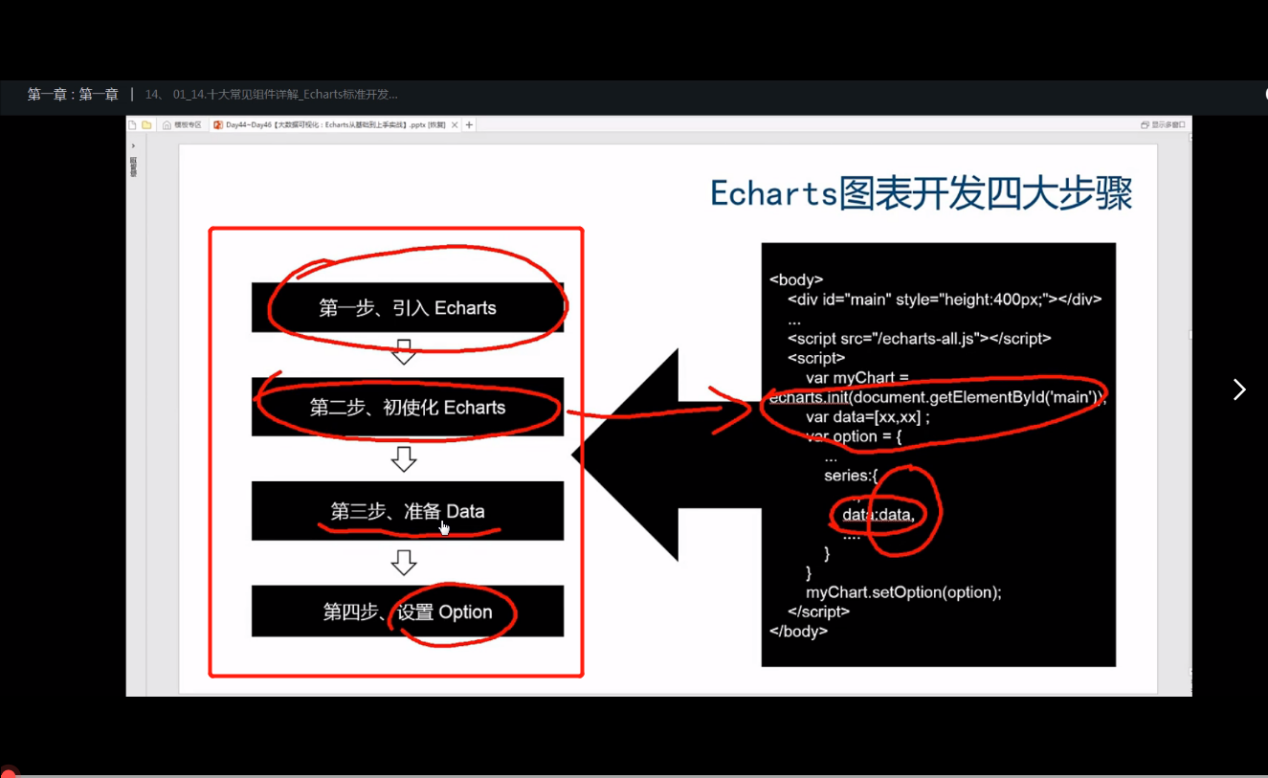 第一章 : 第一章 | 14、 01_14.十大常见组件详解_Echarts标准开发...
模板专区 Day44~Day46【大数据可视化：Echarts从基础到上手实战】.pptx [恢复] × +
Echarts图表开发四大步骤
第一步、引入 Echarts
第二步、初使化 Echarts
第三步、准备 Data
第四步、设置 Option
<body>
<div id="main" style="height:400px;"></div>
...
<script src="/echarts-all.js"></script>
<script>
var myChart =
echarts.init(document.getElementById('main'));
var data=[xx,xx] ;
var option = {
...
series:{
data:data,
....
}
}
myChart.setOption(option);
</script>
</body>